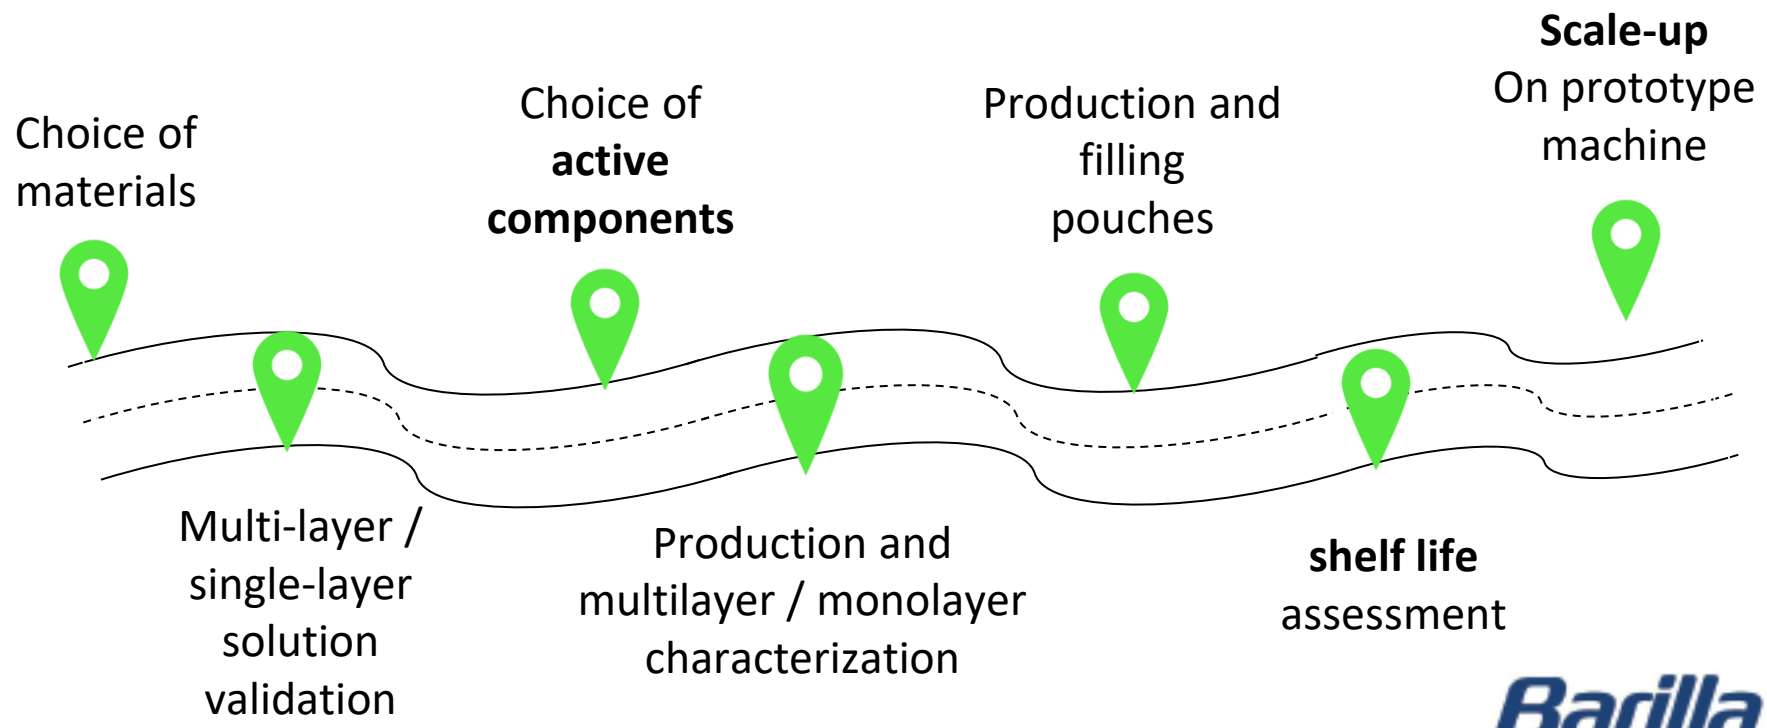 Choice of
materials
Multi-layer /
single-layer
solution
validation
Choice of
active
components
Production and
multilayer / monolayer
characterization
Production and
filling
pouches
shelf life
assessment
Scale-up
On prototype
machine
Barilla